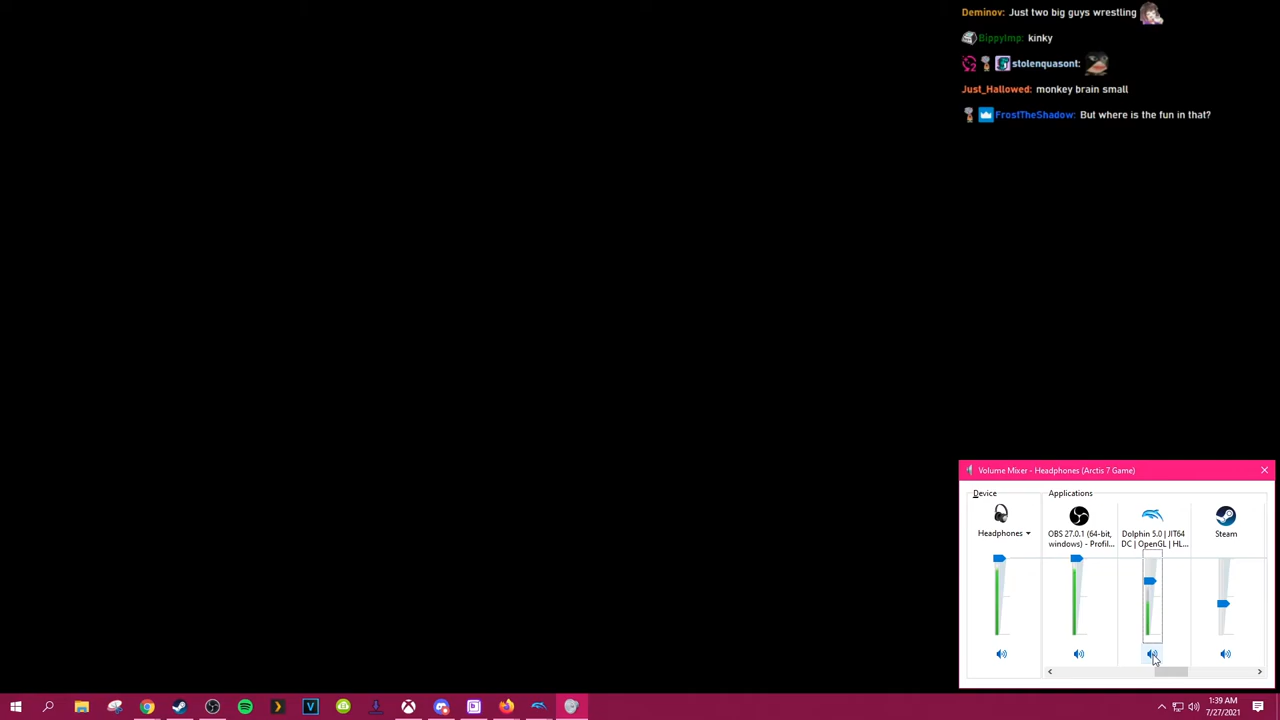 Deminov: Just two big guys wrestling
BippyImp: kinky
stolenquasont:
Just_Hallowed: monkey brain small
FrostTheShadow: But where is the fun in that?
Volume Mixer - Headphones (Arctis 7 Game)
Device
Applications
Headphones
OBS 27.0.1 (64-bit, windows) - Profil...
Dolphin 5.0 | JIT64 DC | OpenGL | HL...
Steam
1:39 AM
7/27/2021